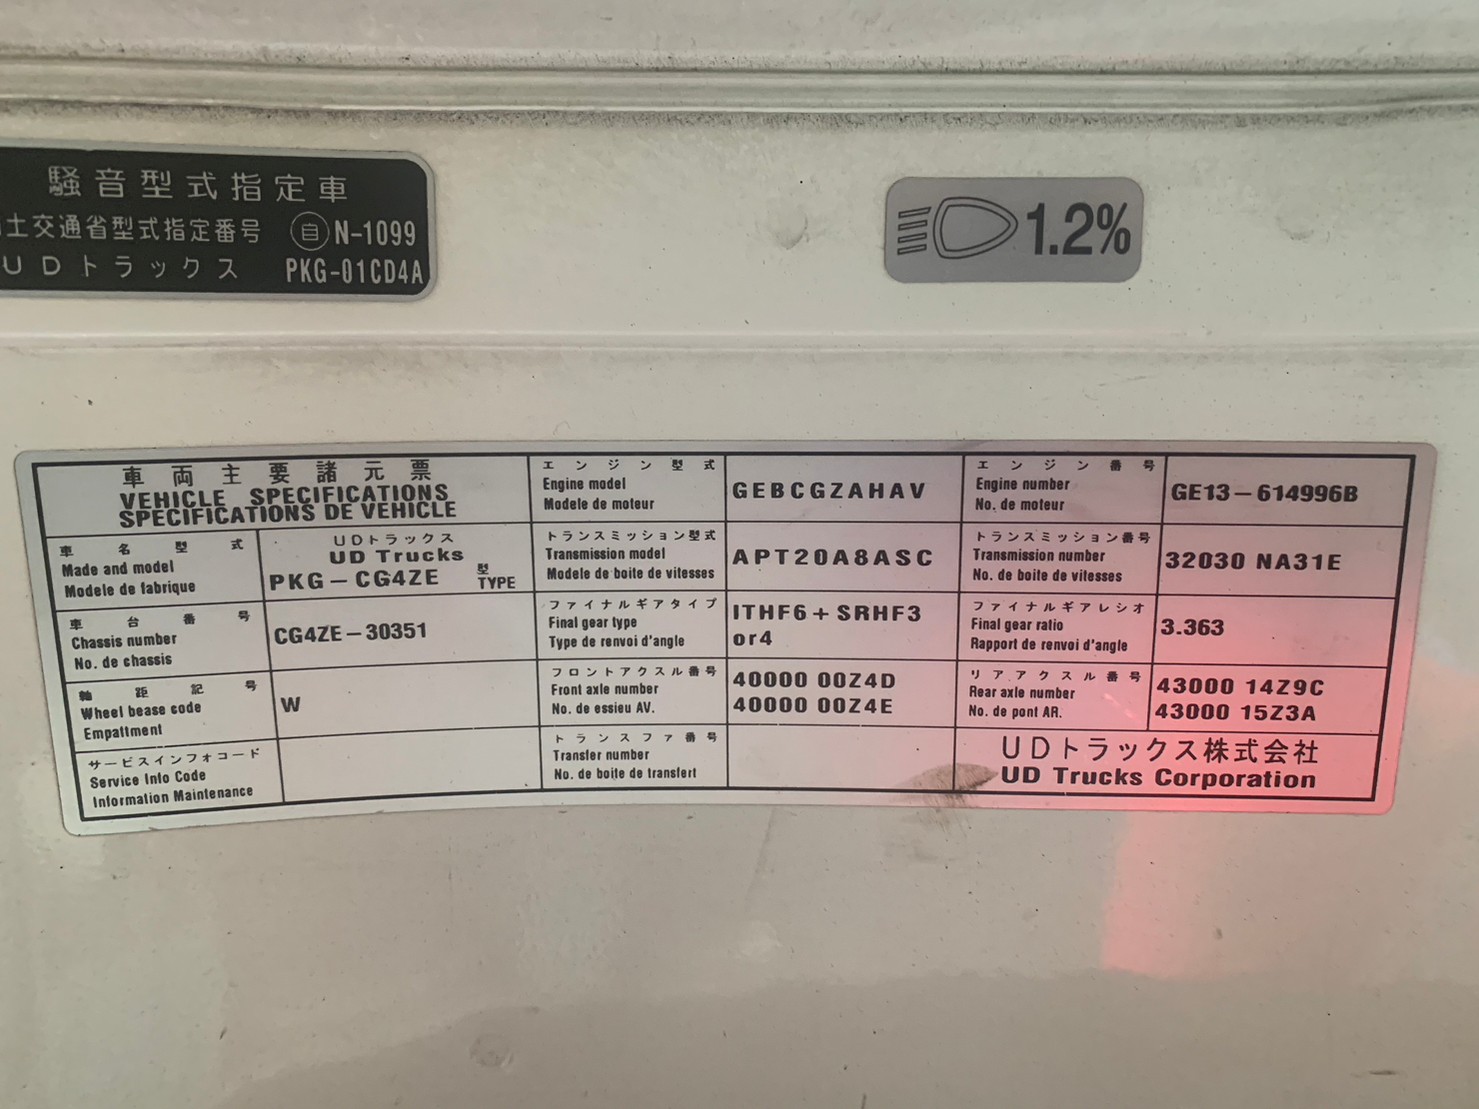 騒音型式指定車
土交通省型式指定番号 自 N-1099
UDトラックス PKG-01CD4A
1.2%
車両主要諸元票
VEHICLE SPECIFICATIONS
SPECIFICATIONS DE VEHICLE
車名型式
Made and model
Modele de fabrique
UDトラックス
UD Trucks
PKG-CG4ZE 型 TYPE
車台番号
Chassis number
No. de chassis
CG4ZE-30351
軸距記号
Wheel bease code
Empattment
W
サービスインフォコード
Service Info Code
Information Maintenance
エンジン型式
Engine model
Modele de moteur
GEBCGZAHAV
トランスミッション型式
Transmission model
Modele de boite de vitesses
APT20A8ASC
ファイナルギアタイプ
Final gear type
Type de renvoi d'angle
ITHF6+SRHF3
or4
フロントアクスル番号
Front axle number
No. de essieu AV.
40000 00Z4D
40000 00Z4E
トランスファ番号
Transfer number
No. de boite de transfert
エンジン番号
Engine number
No. de moteur
GE13-614996B
トランスミッション番号
Transmission number
No. de boite de vitesses
32030 NA31E
ファイナルギアレシオ
Final gear ratio
Rapport de renvoi d'angle
3.363
リアアクスル番号
Rear axle number
No. de pont AR.
43000 14Z9C
43000 15Z3A
UDトラックス株式会社
UD Trucks Corporation